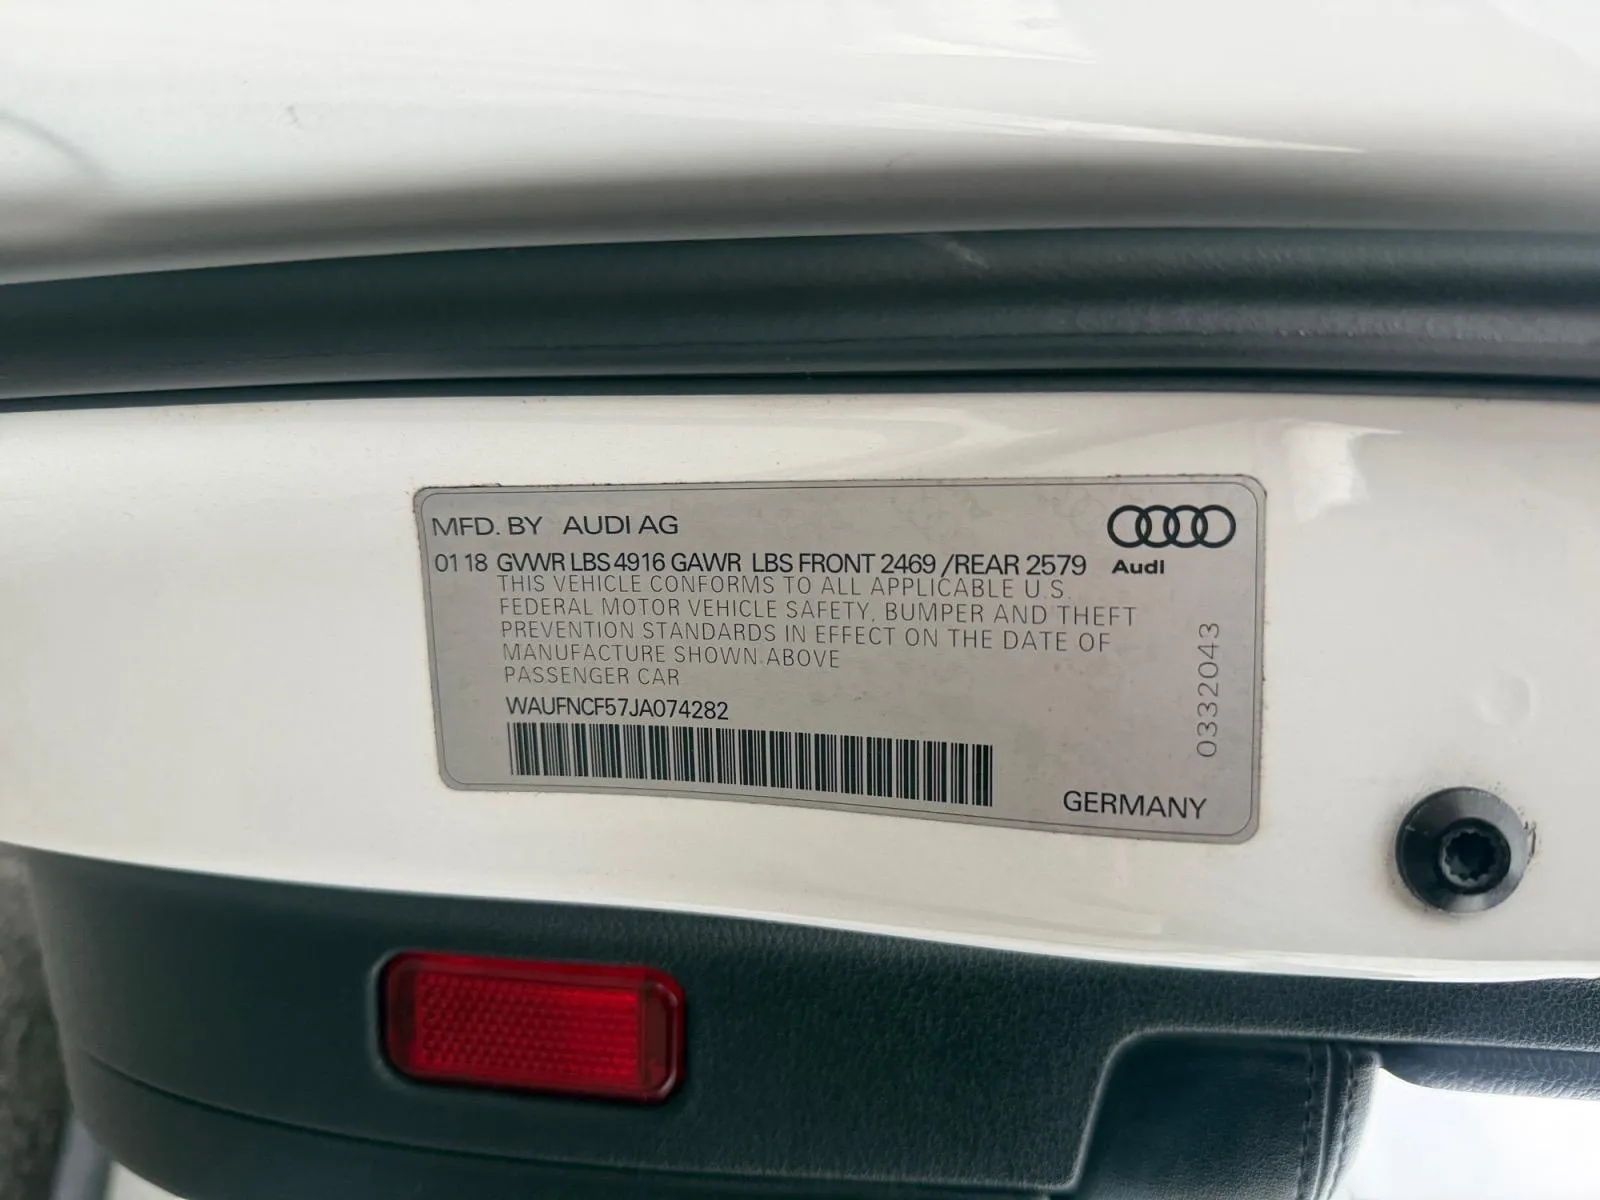 MFD. BY AUDI AG
01 18 GVWR LBS 4916 GAWR LBS FRONT 2469 /REAR 2579
Audi
THIS VEHICLE CONFORMS TO ALL APPLICABLE U.S.
FEDERAL MOTOR VEHICLE SAFETY, BUMPER AND THEFT
PREVENTION STANDARDS IN EFFECT ON THE DATE OF
MANUFACTURE SHOWN ABOVE
PASSENGER CAR
WAUFNCF57JA074282
0332043
GERMANY